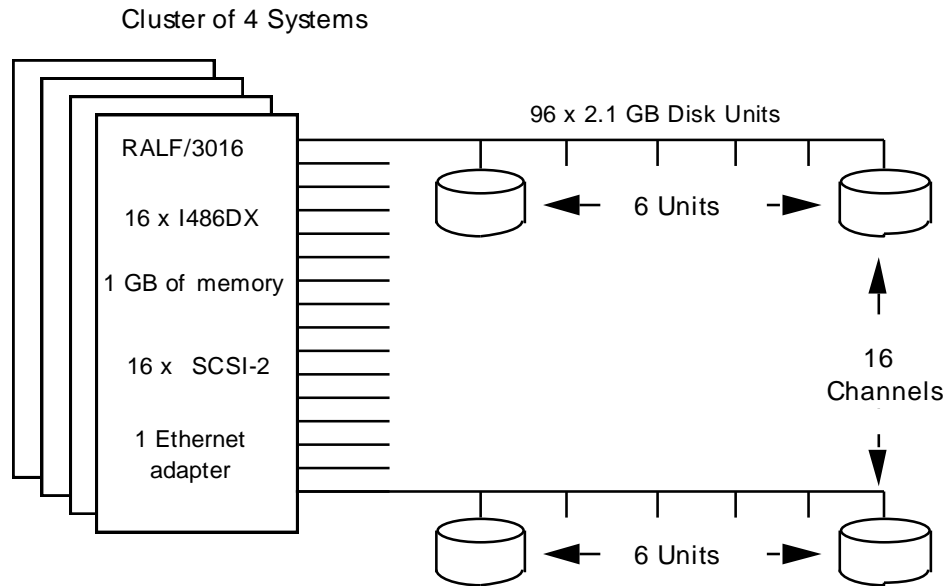 Cluster of 4 Systems
96 x 2.1 GB Disk Units
RALF/3016
16 x I486DX
6 Units
1 GB of memory
16 x SCSI-2
16
Channels
1 Ethernet
adapter
6 Units